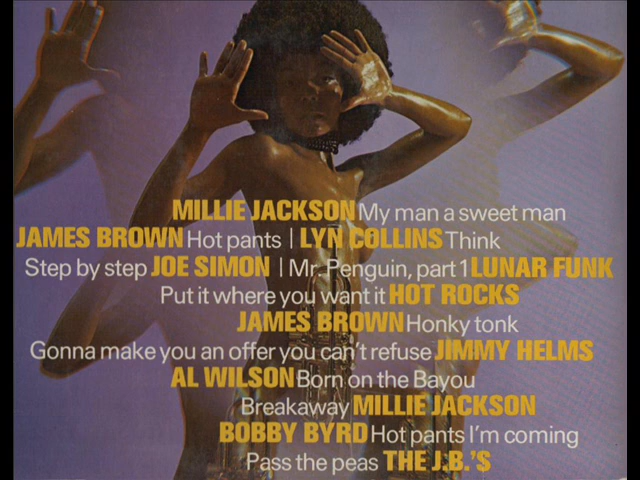 MILLIE JACKSON My man a sweet man
JAMES BROWN Hot pants | LYN COLLINS Think
Step by step JOE SIMON | Mr. Penguin, part 1 LUNAR FUNK
Put it where you want it HOT ROCKS
JAMES BROWN Honky tonk
Gonna make you an offer you can't refuse JIMMY HELMS
AL WILSON Born on the Bayou
Breakaway MILLIE JACKSON
BOBBY BYRD Hot pants I'm coming
Pass the peas THE J.B.'S